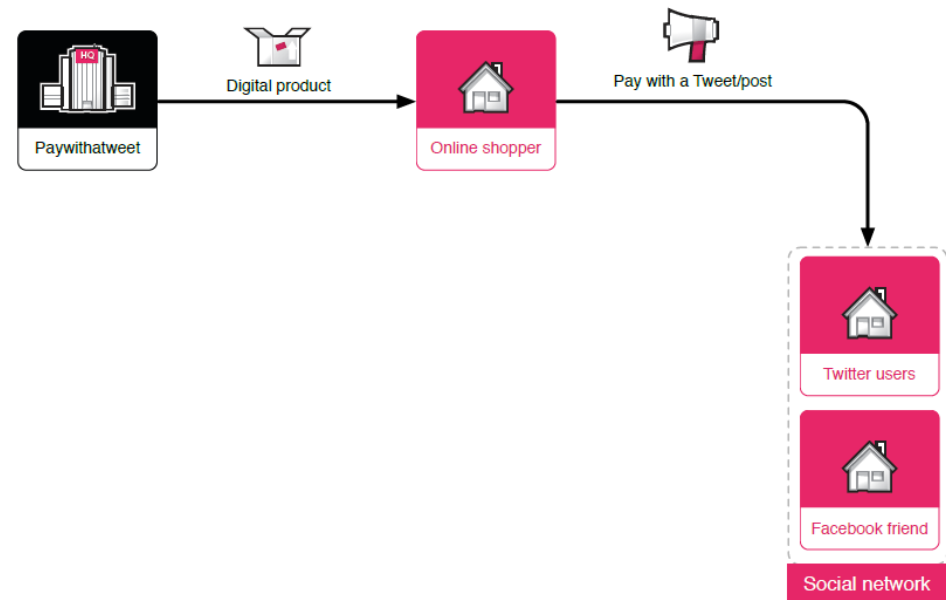 HQ
Paywithatweet
Digital product
Online shopper
Pay with a Tweet/post
Twitter users
Facebook friend
Social network